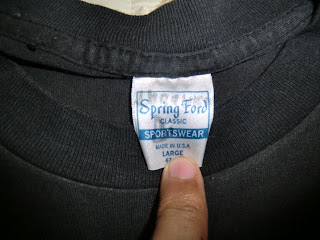 Spring Ford
CLASSIC
SPORTSWEAR
MADE IN U.S.A.
LARGE